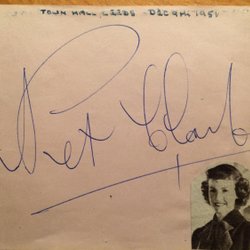 TOWN HALL, LEEDS DEC 9TH. 1951
Pet Clark